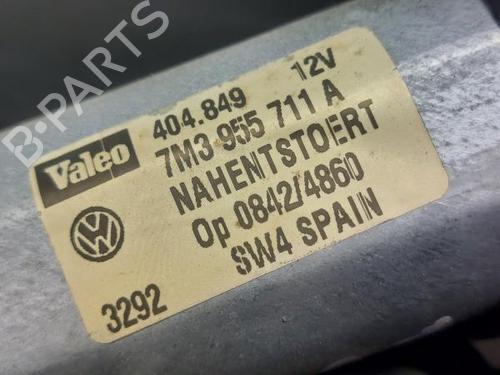 B-PARTS
404.849 12V
Valeo
7M3 955 711 A
NAHENTSTOERT
Op 0842/4860
SW4 SPAIN
3292